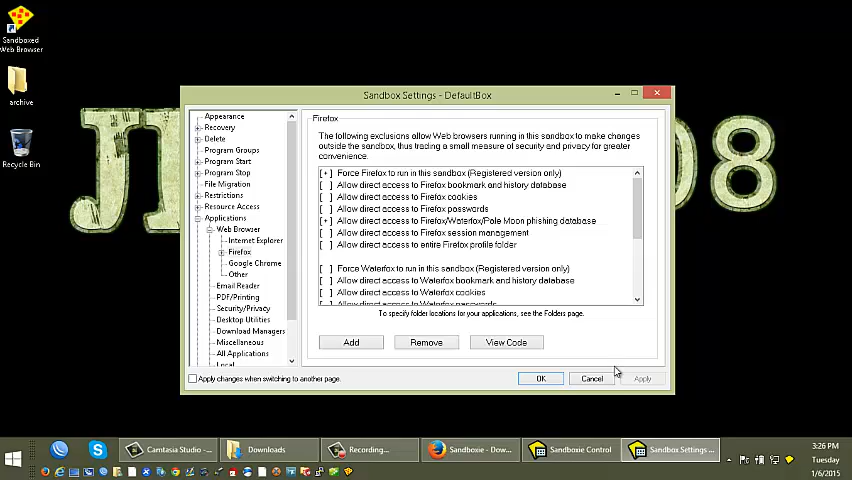 Sandboxed
Web Browser
archive
Recycle Bin
Sandbox Settings - DefaultBox
Appearance
Recovery
Delete
Program Groups
Program Start
Program Stop
File Migration
Restrictions
Resource Access
Applications
Web Browser
Internet Explorer
Firefox
Google Chrome
Other
Email Reader
PDF/Printing
Security/Privacy
Desktop Utilities
Download Managers
Miscellaneous
All Applications
Local
Firefox
The following exclusions allow Web browsers running in this sandbox to make changes
outside the sandbox, thus trading a small measure of security and privacy for greater
convenience.
[+] Force Firefox to run in this sandbox (Registered version only)
[ ] Allow direct access to Firefox bookmark and history database
[ ] Allow direct access to Firefox cookies
[ ] Allow direct access to Firefox passwords
[+] Allow direct access to Firefox/Waterfox/Pale Moon phishing database
[ ] Allow direct access to Firefox session management
[ ] Allow direct access to entire Firefox profile folder
[ ] Force Waterfox to run in this sandbox (Registered version only)
[ ] Allow direct access to Waterfox bookmark and history database
[ ] Allow direct access to Waterfox cookies
[ ] Allow direct access to Waterfox passwords
To specify folder locations for your applications, see the Folders page.
Add
Remove
View Code
Apply changes when switching to another page.
OK
Cancel
Apply
Camtasia Studio - ...
Downloads
Recording...
Sandboxie - Dow...
Sandboxie Control
Sandbox Settings ...
3:26 PM
Tuesday
1/6/2015